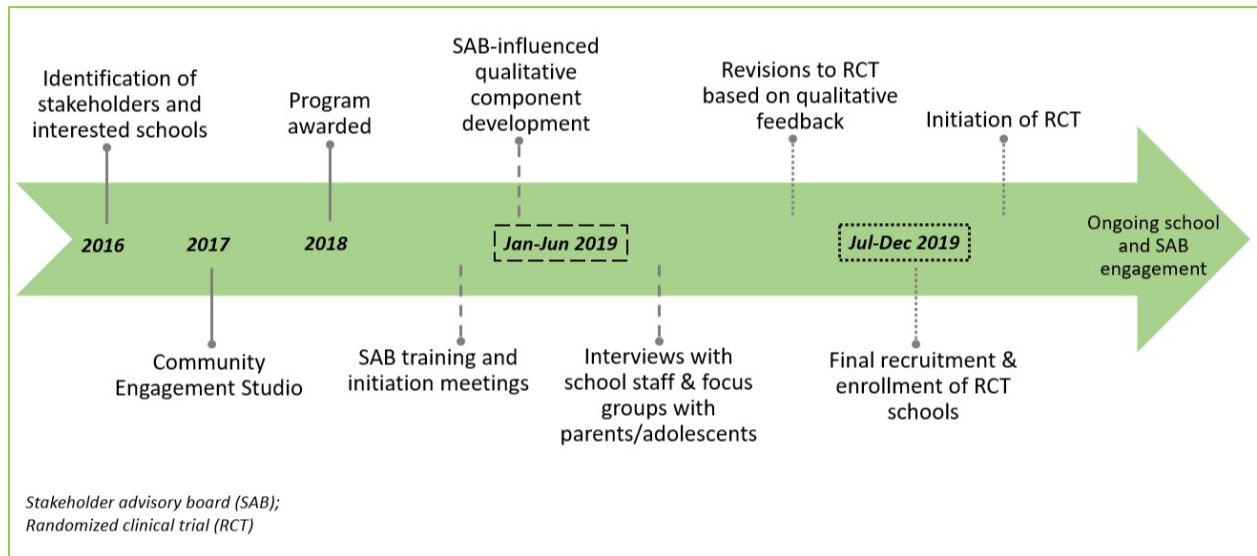 Identification of
stakeholders and
interested schools
Program
awarded
SAB-influenced
qualitative
component
development
Revisions to RCT
based on qualitative
feedback
Initiation of RCT
2016
2017
2018
Jan-Jun 2019
Jul-Dec 2019
Ongoing school
and SAB
engagement
Community
Engagement Studio
SAB training and
initiation meetings
Interviews with
school staff & focus
groups with
parents/adolescents
Final recruitment &
enrollment of RCT
schools
Stakeholder advisory board (SAB);
Randomized clinical trial (RCT)